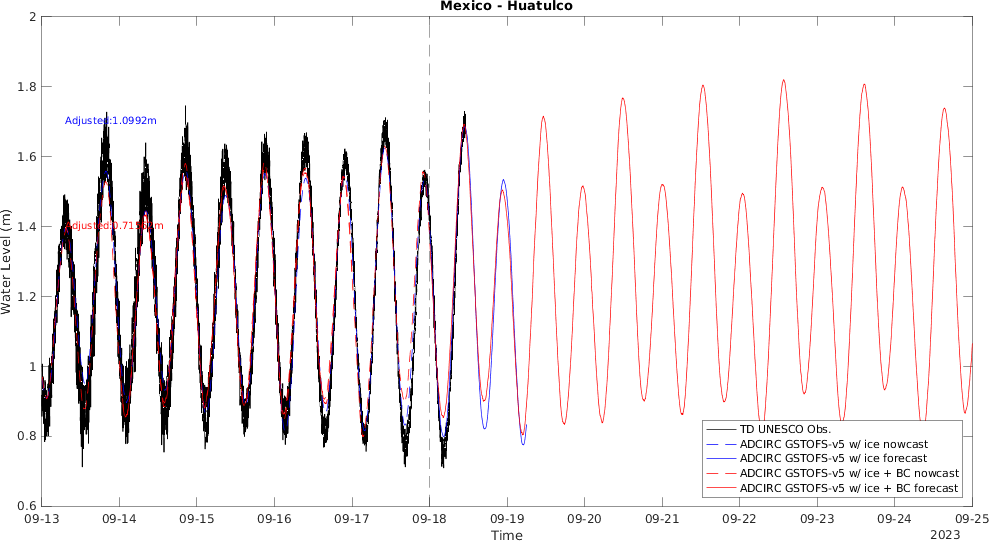 Mexico - Huatulco
2
1.8
1.6
1.4
1.2
1
0.8
0.6
Water Level (m)
Adjusted:1.0992m
09-13
09-14
09-15
09-16
09-17
09-18
09-19
09-20
09-21
09-22
09-23
09-24
09-25
Time
2023
TD UNESCO Obs.
ADCIRC GSTOFS-v5 w/ ice nowcast
ADCIRC GSTOFS-v5 w/ ice forecast
ADCIRC GSTOFS-v5 w/ ice + BC nowcast
ADCIRC GSTOFS-v5 w/ ice + BC forecast